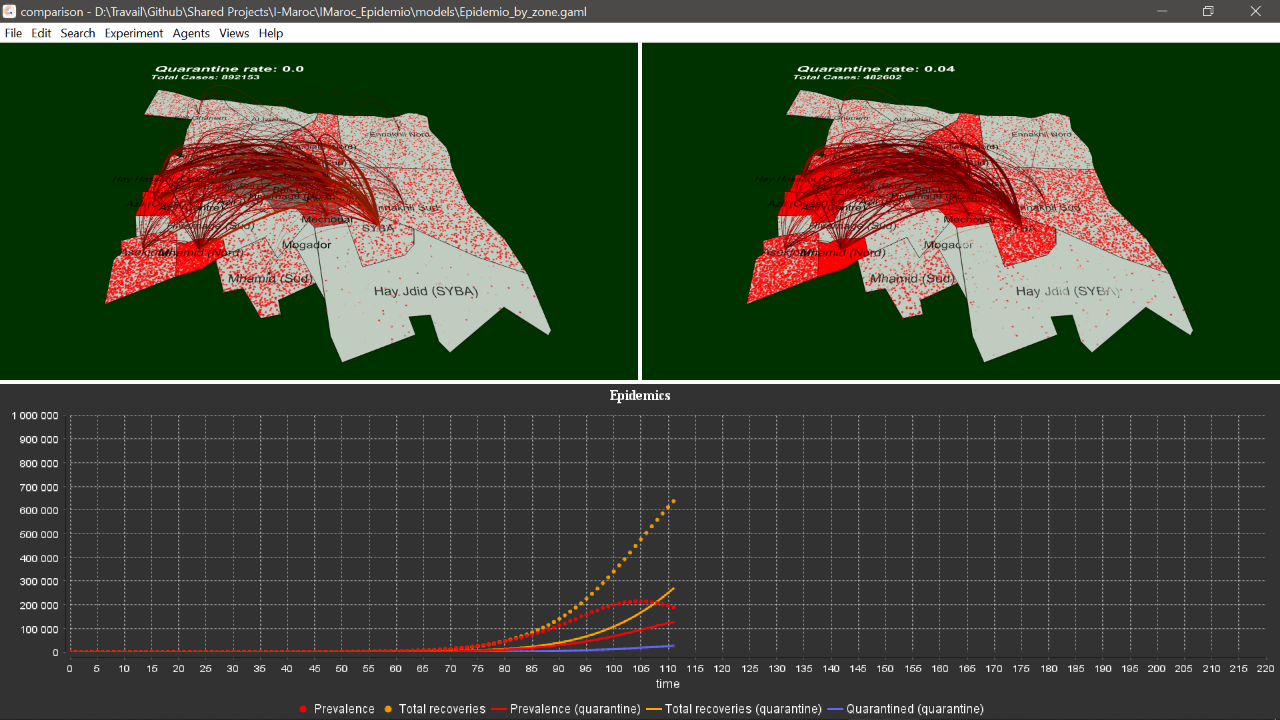 comparison - D:\Travail\Github\Shared Projects\I-Maroc\IMaroc_Epidemio\models\Epidemio_by_zone.gaml
File Edit Search Experiment Agents Views Help
Quarantine rate: 0.0
Total Cases: 892153
Ennakhil Nord
Ennakhil Sud
Mechouar
SYBA
Mogador
Mhamid (Nord)
Mhamid (Sud)
Hay Jdid (SYBA)
Quarantine rate: 0.04
Total Cases: 482602
Ennakhil Nord
Ennakhil Sud
Mechouar
SYBA
Mogador
Mhamid (Nord)
Mhamid (Sud)
Hay Jdid (SYBA)
Epidemics
1 000 000
900 000
800 000
700 000
600 000
500 000
400 000
300 000
200 000
100 000
0
0 5 10 15 20 25 30 35 40 45 50 55 60 65 70 75 80 85 90 95 100 105 110 115 120 125 130 135 140 145 150 155 160 165 170 175 180 185 190 195 200 205 210 215 220
time
Prevalence Total recoveries Prevalence (quarantine) Total recoveries (quarantine) Quarantined (quarantine)